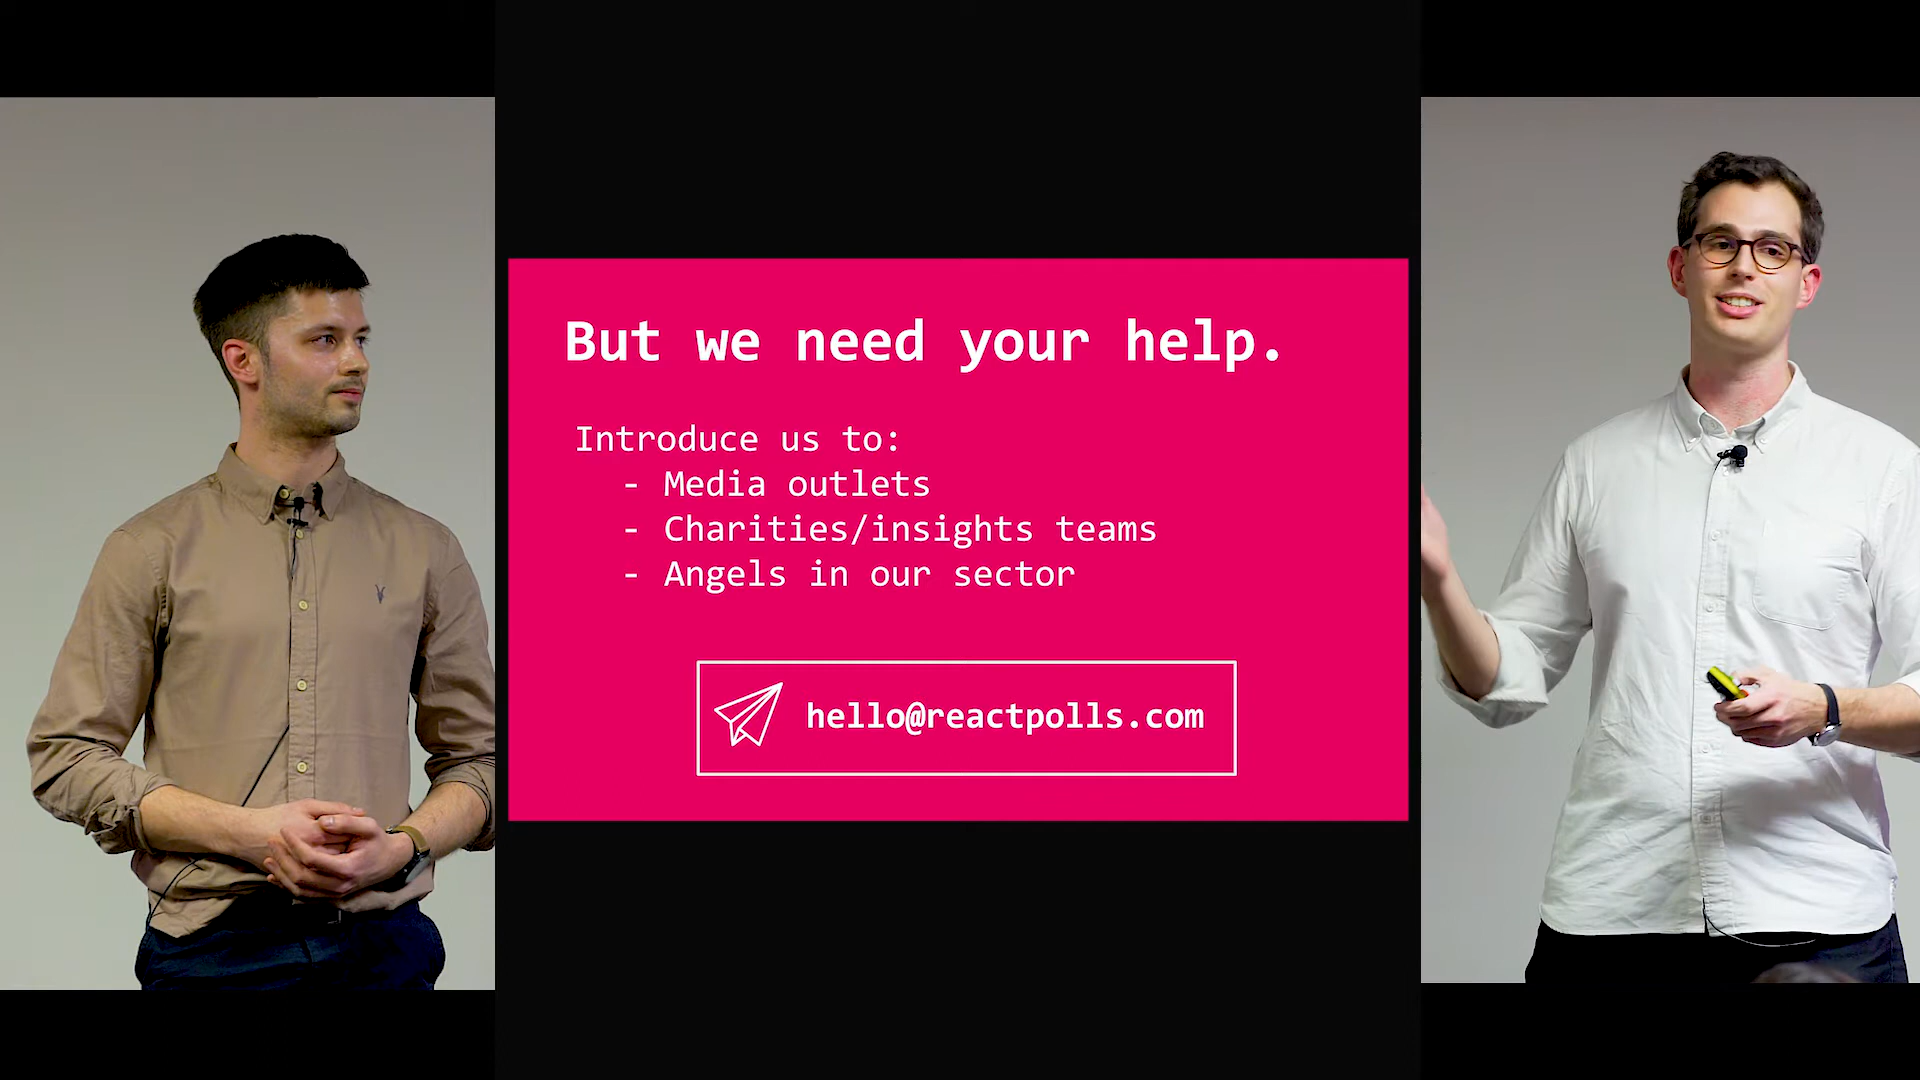 But we need your help.
Introduce us to:
- Media outlets
- Charities/insights teams
- Angels in our sector
hello@reactpolls.com